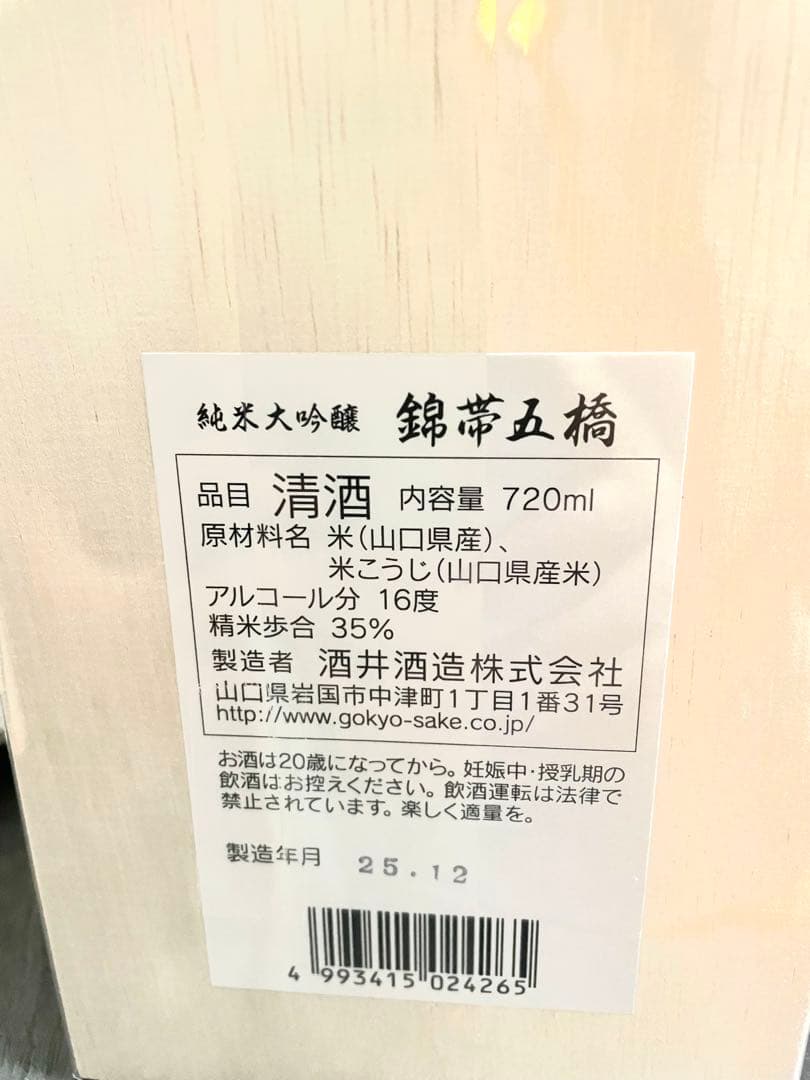 純米大吟醸 錦帯五橋
品目 清酒 内容量 720ml
原材料名 米(山口県産)、
米こうじ(山口県産米)
アルコール分 16度
精米歩合 35%
製造者 酒井酒造株式会社
山口県岩国市中津町1丁目1番31号
http://www.gokyo-sake.co.jp/
お酒は20歳になってから。妊娠中・授乳期の
飲酒はお控えください。飲酒運転は法律で
禁止されています。楽しく適量を。
製造年月 25.12
4 993415 024265